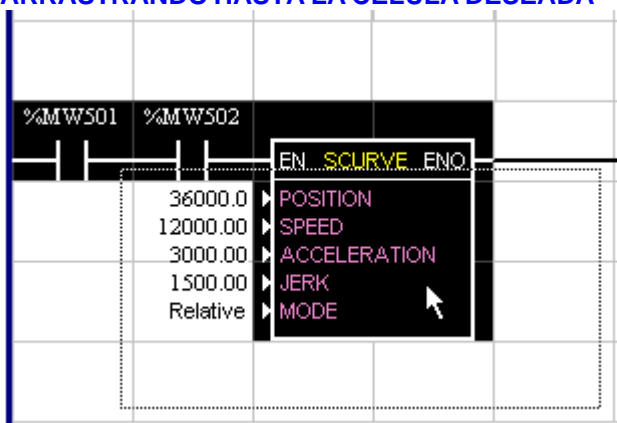 ARRASTRANDO HASTA LA CÉLULA DESEADA
%MW501 %MW502
EN SCURVE ENO
36000.0 POSITION
12000.00 SPEED
3000.00 ACCELERATION
1500.00 JERK
Relative MODE